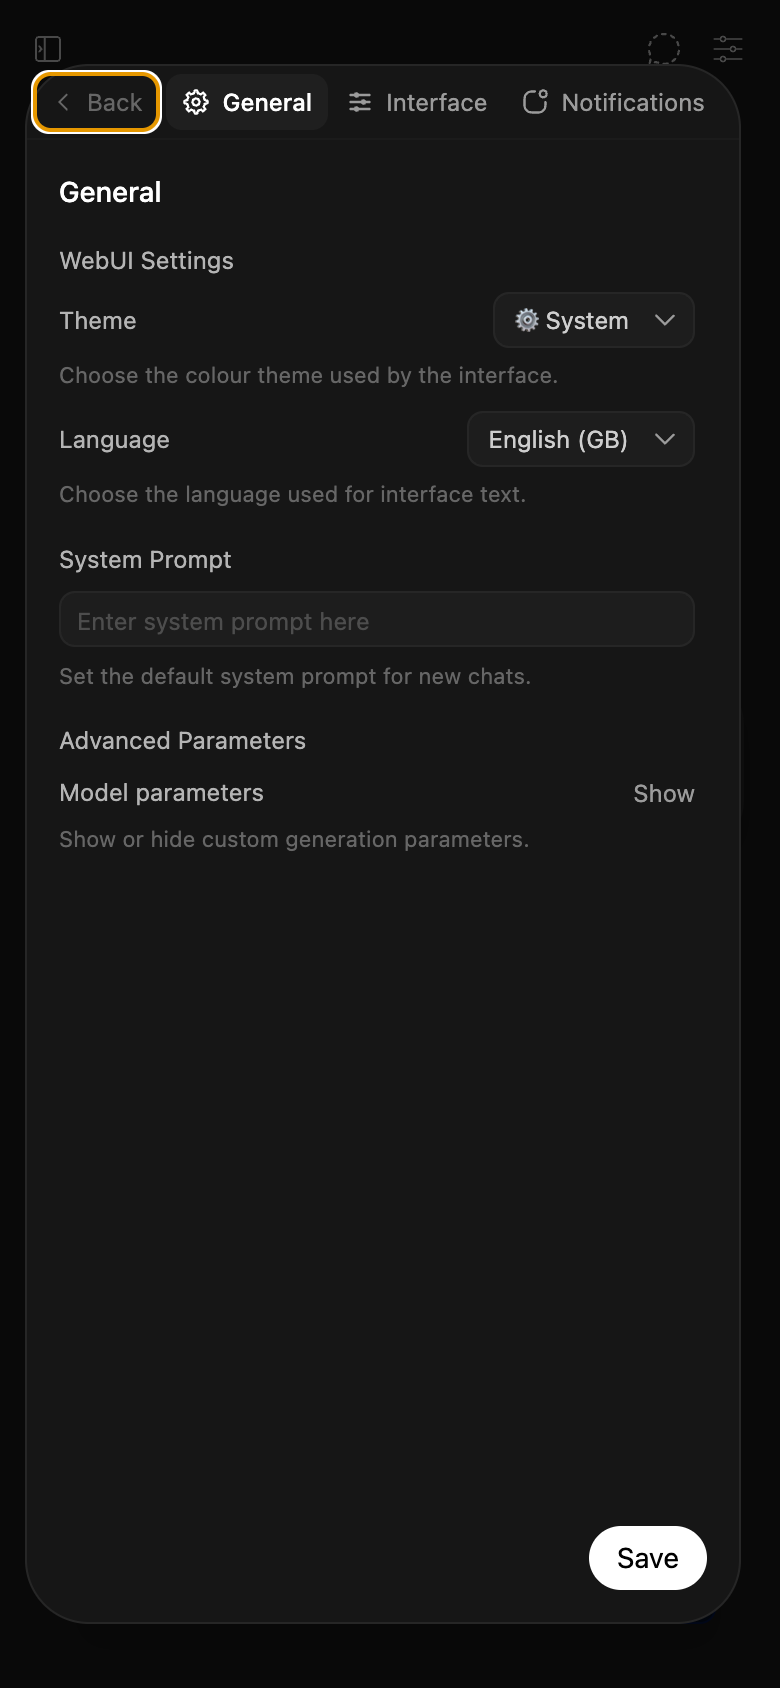 Back
General
Interface
Notifications
General
WebUI Settings
Theme
System
Choose the colour theme used by the interface.
Language
English (GB)
Choose the language used for interface text.
System Prompt
Enter system prompt here
Set the default system prompt for new chats.
Advanced Parameters
Model parameters
Show
Show or hide custom generation parameters.
Save